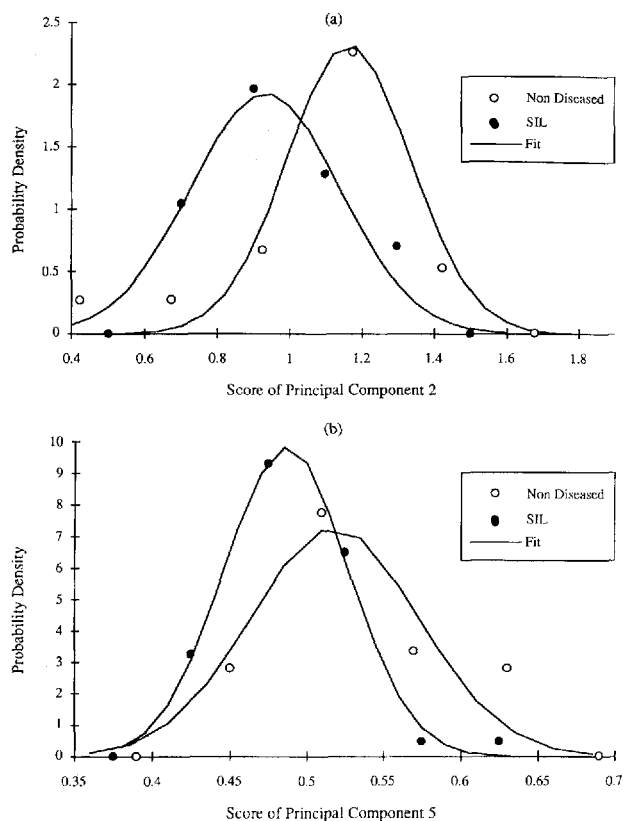 (a)
2.5
2
1.5
1
0.5
0
Probability Density
0.4 0.6 0.8 1 1.2 1.4 1.6 1.8
Score of Principal Component 2
Non Diseased
SIL
Fit
(b)
10
9
8
7
6
5
4
3
2
1
0
Probability Density
0.35 0.4 0.45 0.5 0.55 0.6 0.65 0.7
Score of Principal Component 5
Non Diseased
SIL
Fit